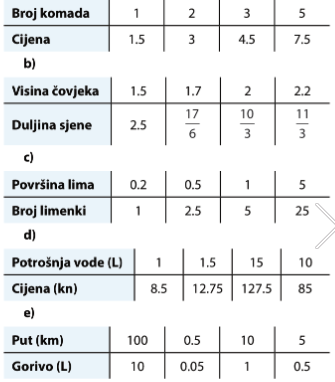 Broj komada 1 2 3 5
Cijena 1.5 3 4.5 7.5
b)
Visina čovjeka 1.5 1.7 2 2.2
Duljina sjene 2.5 17/6 10/3 11/3
c)
Površina lima 0.2 0.5 1 5
Broj limenki 1 2.5 5 25
d)
Potrošnja vode (L) 1 1.5 15 10
Cijena (kn) 8.5 12.75 127.5 85
e)
Put (km) 100 0.5 10 5
Gorivo (L) 10 0.05 1 0.5